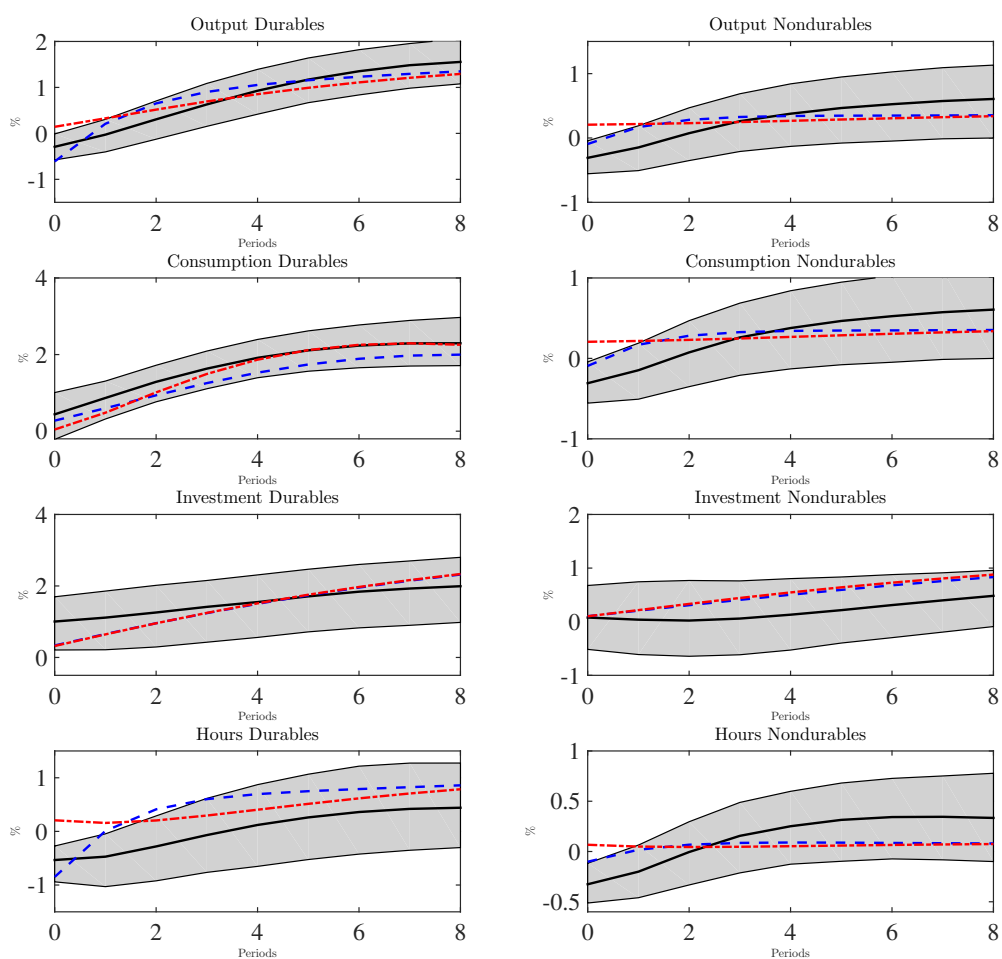 Output Durables
2
1
0
-1
%
0 2 4 6 8
Periods
Output Nondurables
1
0
-1
%
0 2 4 6 8
Periods
Consumption Durables
4
2
0
%
0 2 4 6 8
Periods
Consumption Nondurables
1
0
-1
%
0 2 4 6 8
Periods
Investment Durables
4
2
0
%
0 2 4 6 8
Periods
Investment Nondurables
2
1
0
-1
%
0 2 4 6 8
Periods
Hours Durables
1
0
-1
%
0 2 4 6 8
Periods
Hours Nondurables
1
0.5
0
-0.5
%
0 2 4 6 8
Periods